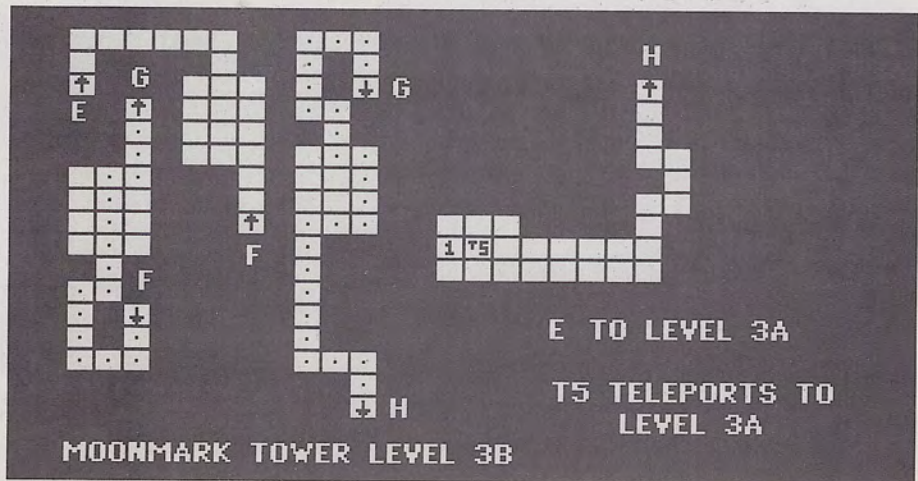 H
G
G
E
F
F
1 T5
E TO LEVEL 3A
T5 TELEPORTS TO
LEVEL 3A
H
MOONMARK TOWER LEVEL 3B